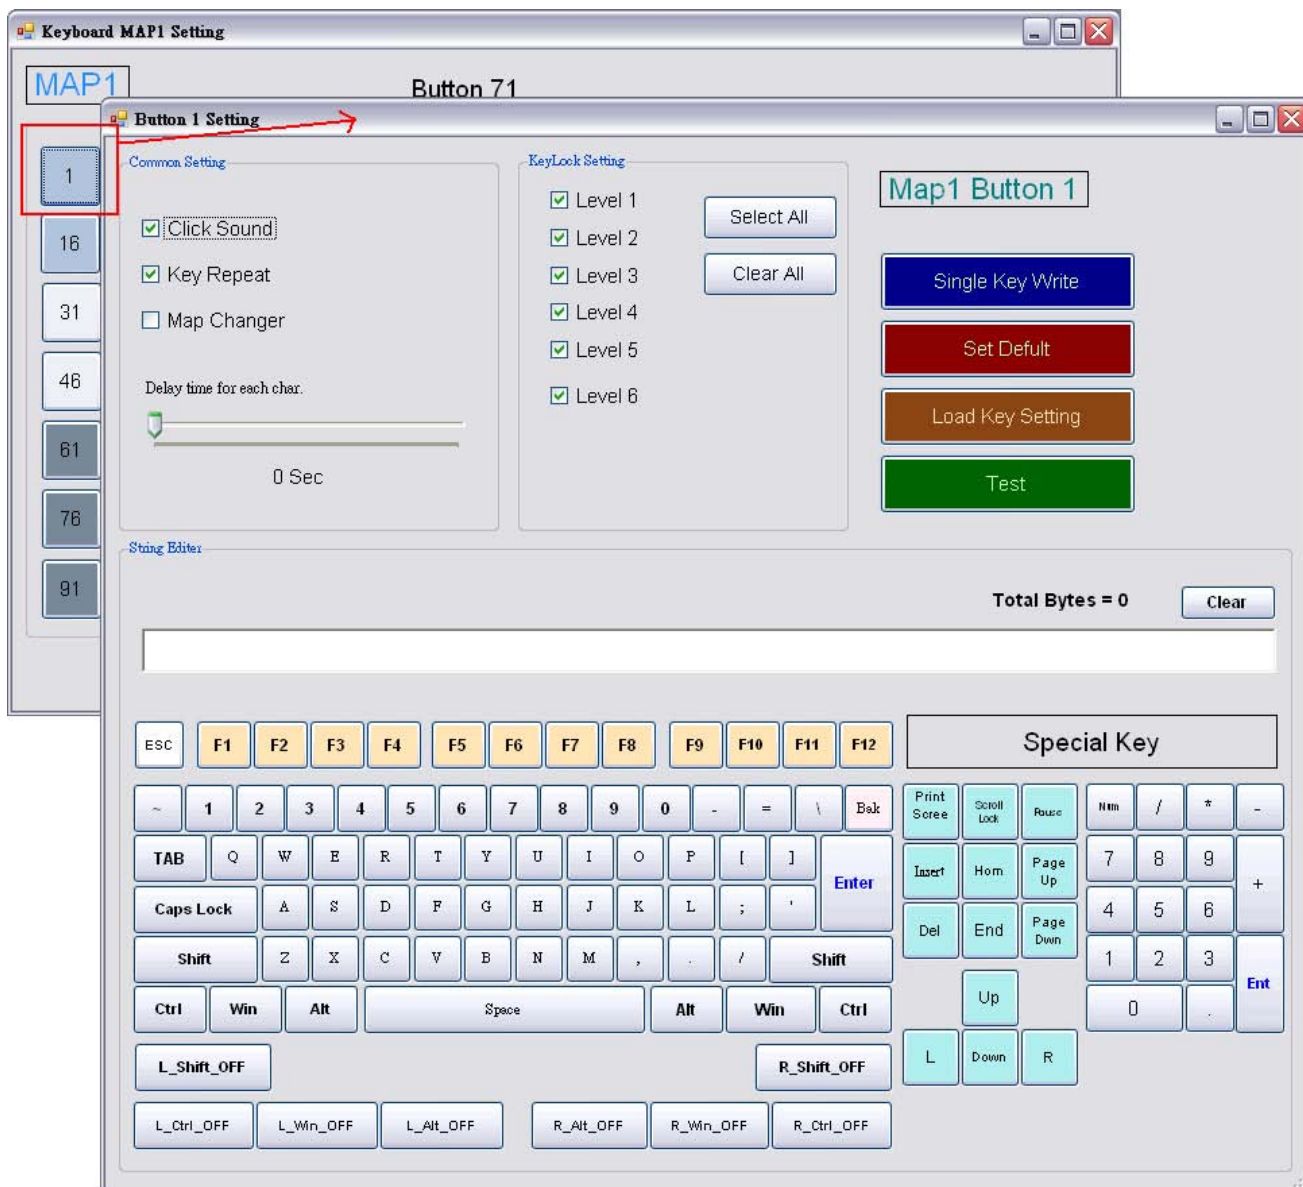 Keyboard MAP1 Setting
MAP1
Button 71
Button 1 Setting
1
16
31
46
61
76
91
Common Setting
Click Sound
Key Repeat
Map Changer
Delay time for each char.
0 Sec
KeyLock Setting
Level 1
Level 2
Level 3
Level 4
Level 5
Level 6
Select All
Clear All
Map1 Button 1
Single Key Write
Set Defult
Load Key Setting
Test
String Editer
Total Bytes = 0
Clear
ESC F1 F2 F3 F4 F5 F6 F7 F8 F9 F10 F11 F12
~ 1 2 3 4 5 6 7 8 9 0 - = \ Bak
TAB Q W E R T Y U I O P [ ]
Enter
Caps Lock A S D F G H J K L ; '
Shift Z X C V B N M , . / Shift
Ctrl Win Alt Space Alt Win Ctrl
L_Shift_OFF R_Shift_OFF
L_Ctrl_OFF L_Win_OFF L_Alt_OFF R_Alt_OFF R_Win_OFF R_Ctrl_OFF
Special Key
Print
Scree
Scroll
Lock
Pause
Insert Hom
Page
Up
Del End
Page
Dwn
Up
L Down R
Num / * -
7 8 9
+
4 5 6
1 2 3
Ent
0 .